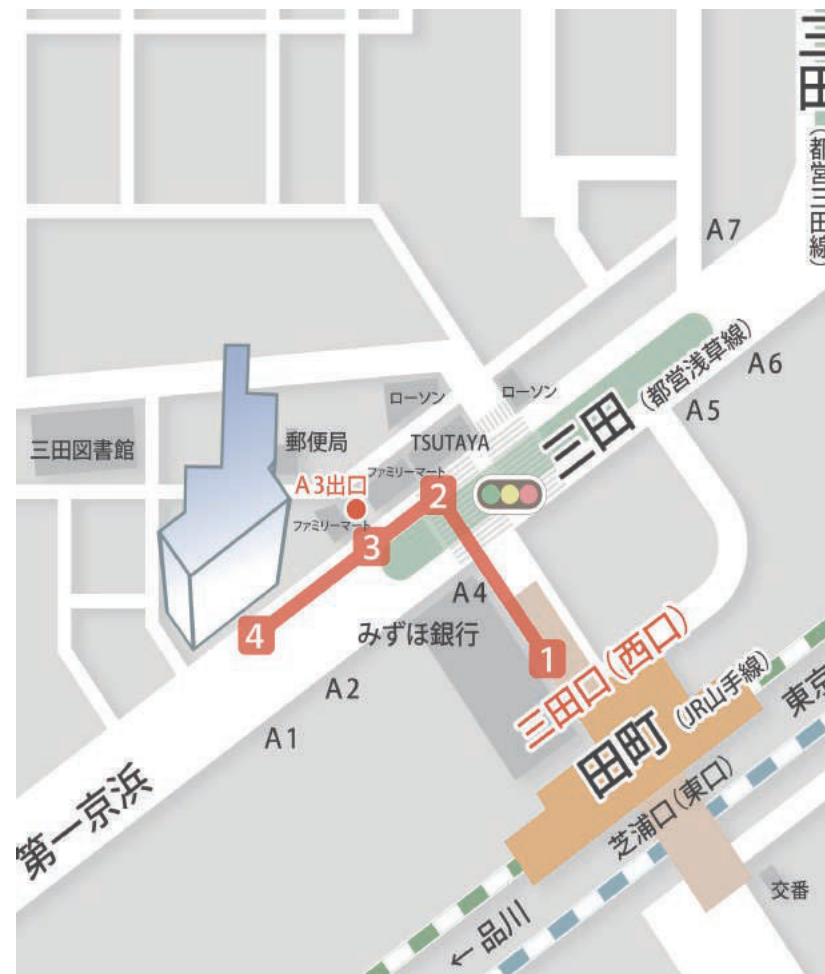 三田
(都営三田線)
A7
A6
A5
三田 (都営浅草線)
ローソン
ローソン
三田図書館
郵便局
TSUTAYA
ファミリーマート
A3出口
ファミリーマート
2
3
4
1
A4
みずほ銀行
A2
A1
三田口(西口)
田町 (JR山手線)
東京
芝浦口(東口)
第一京浜
交番
← 品川